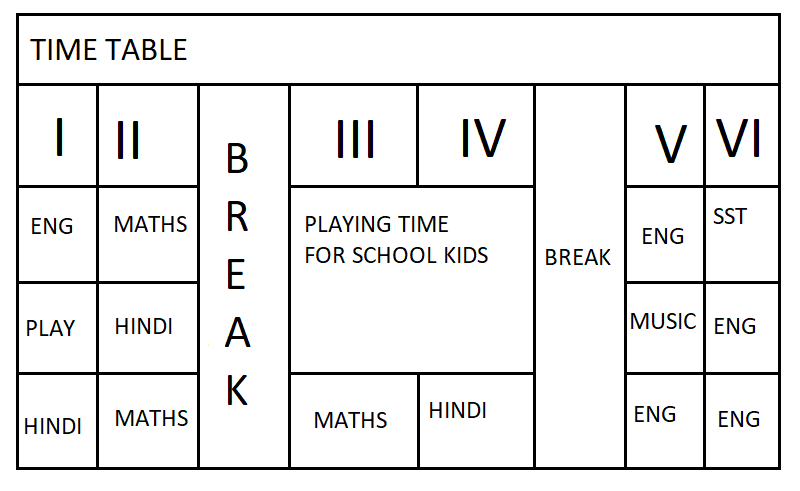 TIME TABLE
I II BREAK III IV BREAK V VI
ENG MATHS PLAYING TIME ENG SST
FOR SCHOOL KIDS
PLAY HINDI MUSIC ENG
HINDI MATHS MATHS HINDI ENG ENG